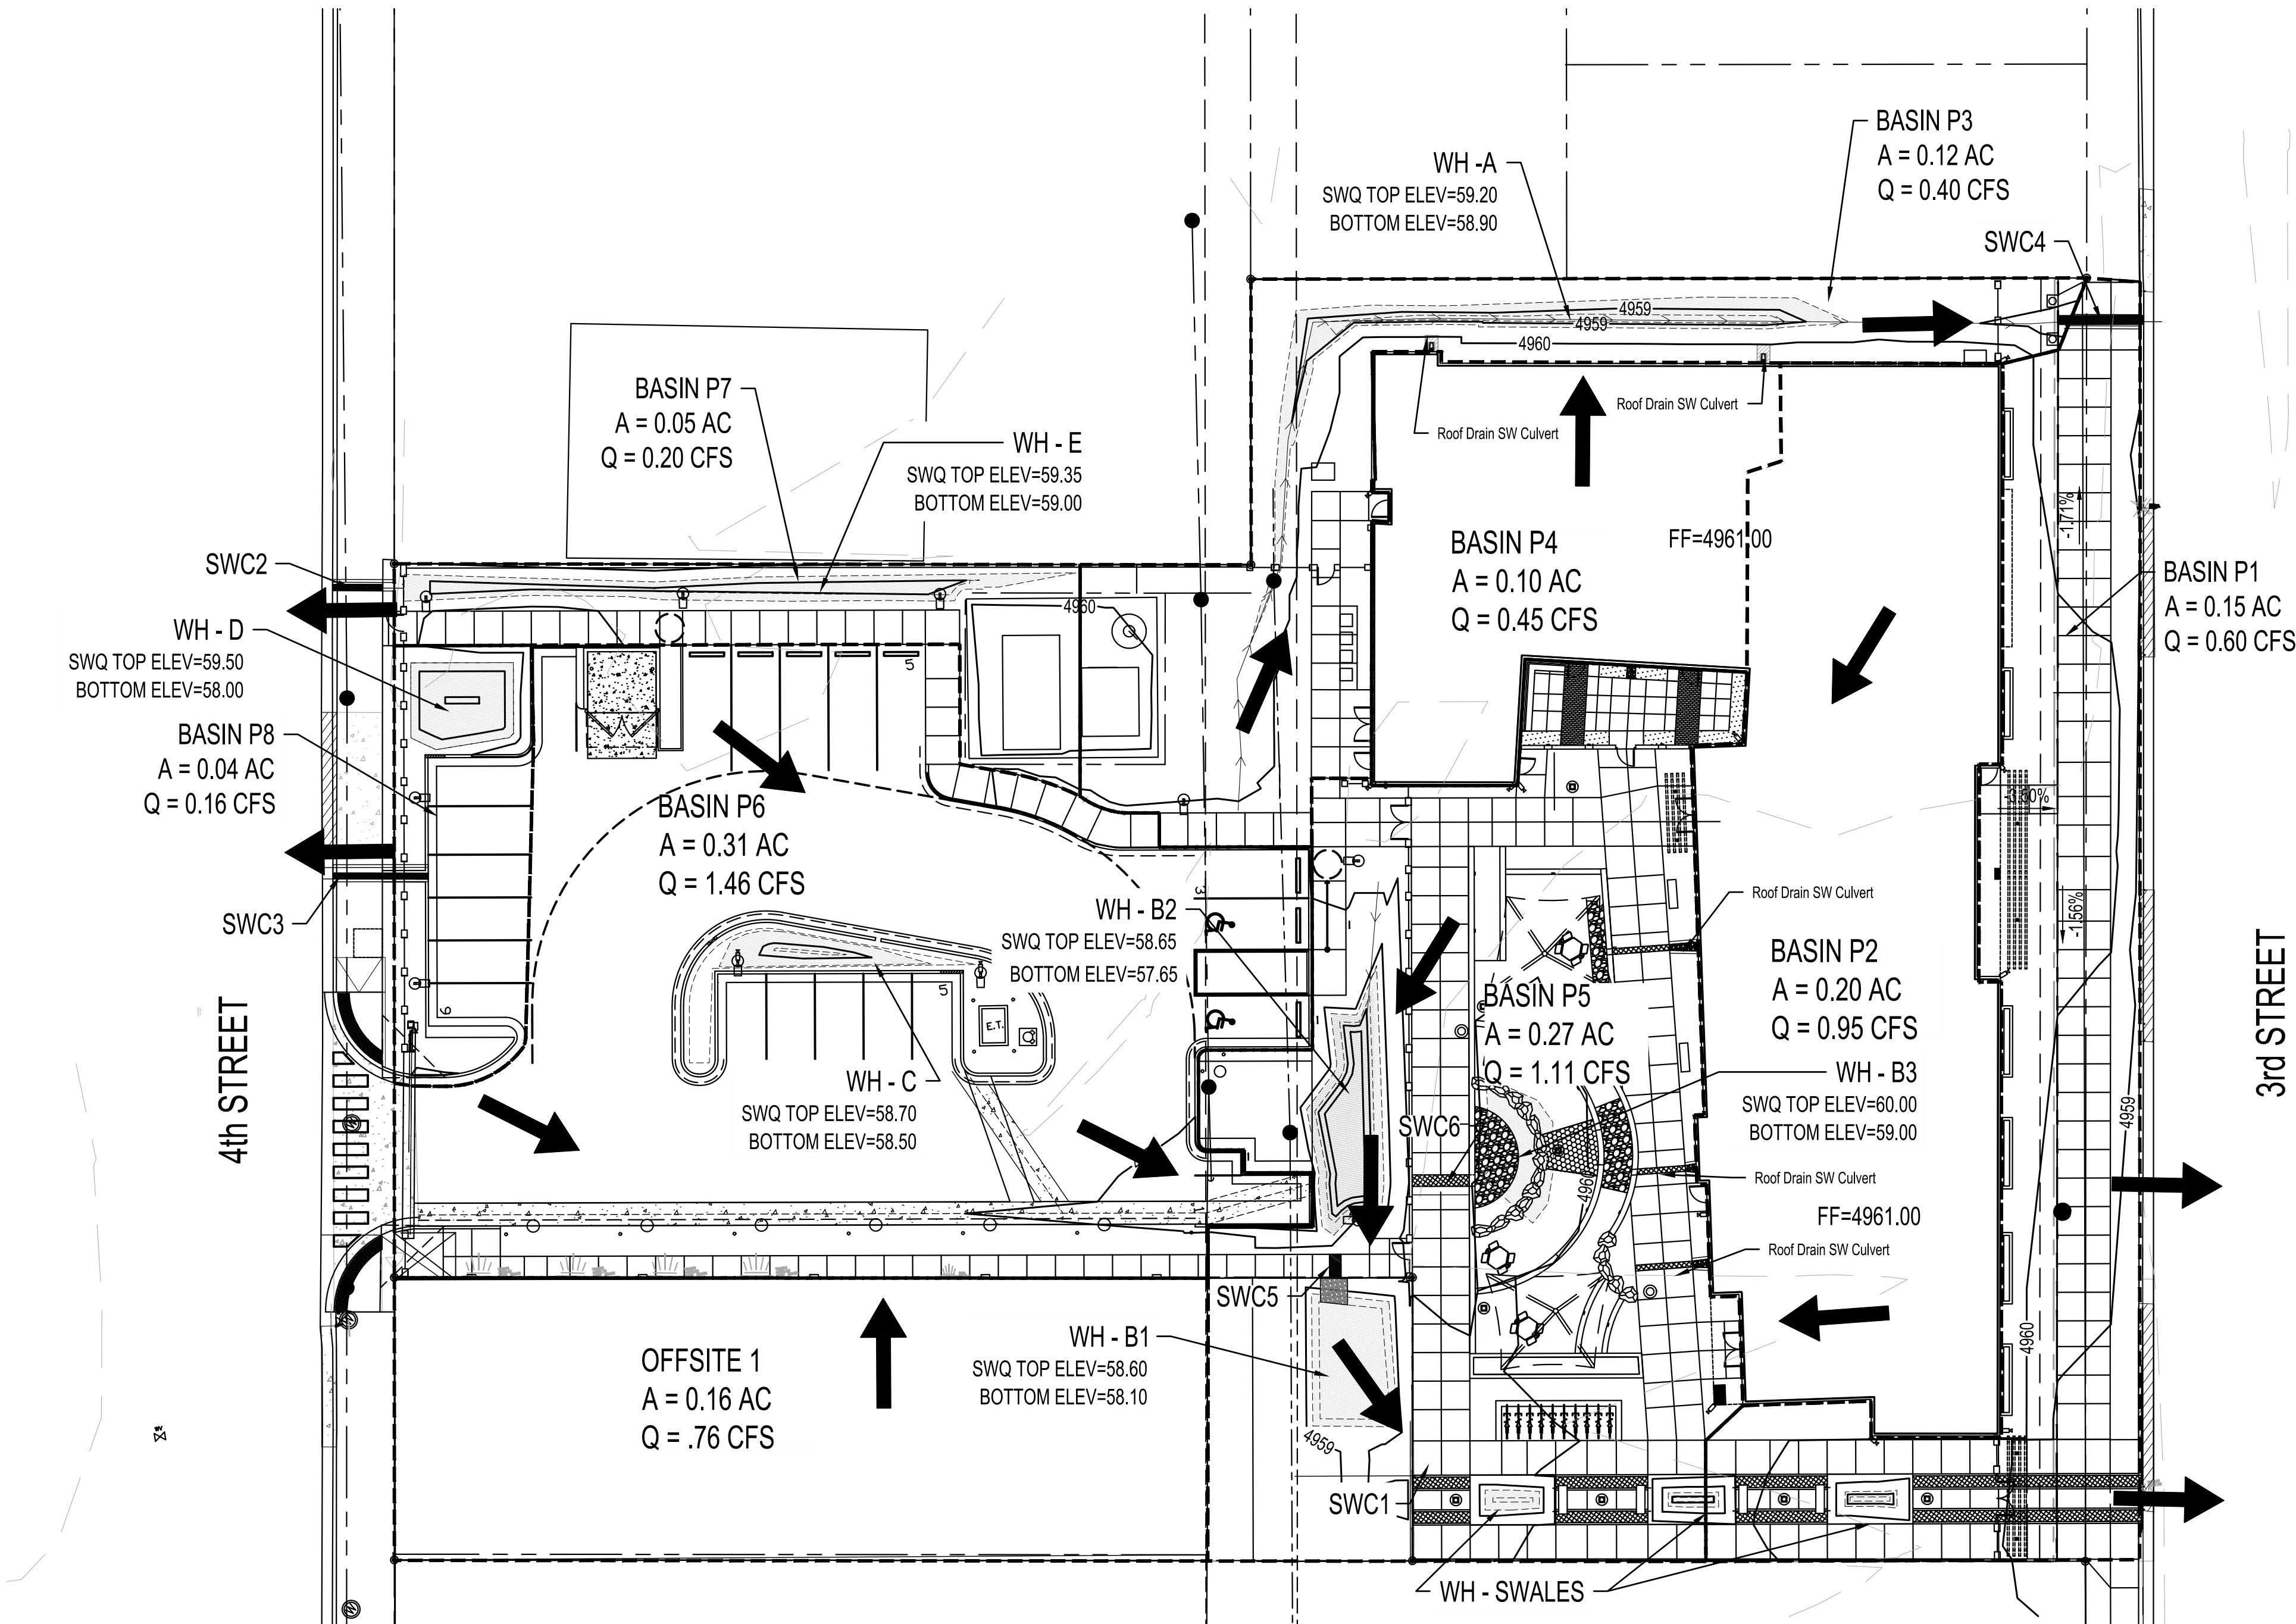 BASIN P3
A = 0.12 AC
Q = 0.40 CFS
WH -A
SWQ TOP ELEV=59.20
BOTTOM ELEV=58.90
SWC4
4959
4959
4960
BASIN P7
A = 0.05 AC
Q = 0.20 CFS
WH - E
SWQ TOP ELEV=59.35
BOTTOM ELEV=59.00
Roof Drain SW Culvert
Roof Drain SW Culvert
SWC2
WH - D
SWQ TOP ELEV=59.50
BOTTOM ELEV=58.00
BASIN P8
A = 0.04 AC
Q = 0.16 CFS
SWC3
4960
5
BASIN P4
A = 0.10 AC
Q = 0.45 CFS
FF=4961.00
-1.71%
BASIN P1
A = 0.15 AC
Q = 0.60 CFS
BASIN P6
A = 0.31 AC
Q = 1.46 CFS
3
WH - B2
SWQ TOP ELEV=58.65
BOTTOM ELEV=57.65
Roof Drain SW Culvert
-1.56%
BASIN P2
A = 0.20 AC
Q = 0.95 CFS
BASIN P5
A = 0.27 AC
Q = 1.11 CFS
4th STREET
3rd STREET
6
5
E.T.
WH - C
SWQ TOP ELEV=58.70
BOTTOM ELEV=58.50
WH - B3
SWQ TOP ELEV=60.00
BOTTOM ELEV=59.00
SWC6
4960
4959
Roof Drain SW Culvert
FF=4961.00
Roof Drain SW Culvert
SWC5
4960
OFFSITE 1
A = 0.16 AC
Q = .76 CFS
WH - B1
SWQ TOP ELEV=58.60
BOTTOM ELEV=58.10
4959
SWC1
WH - SWALES